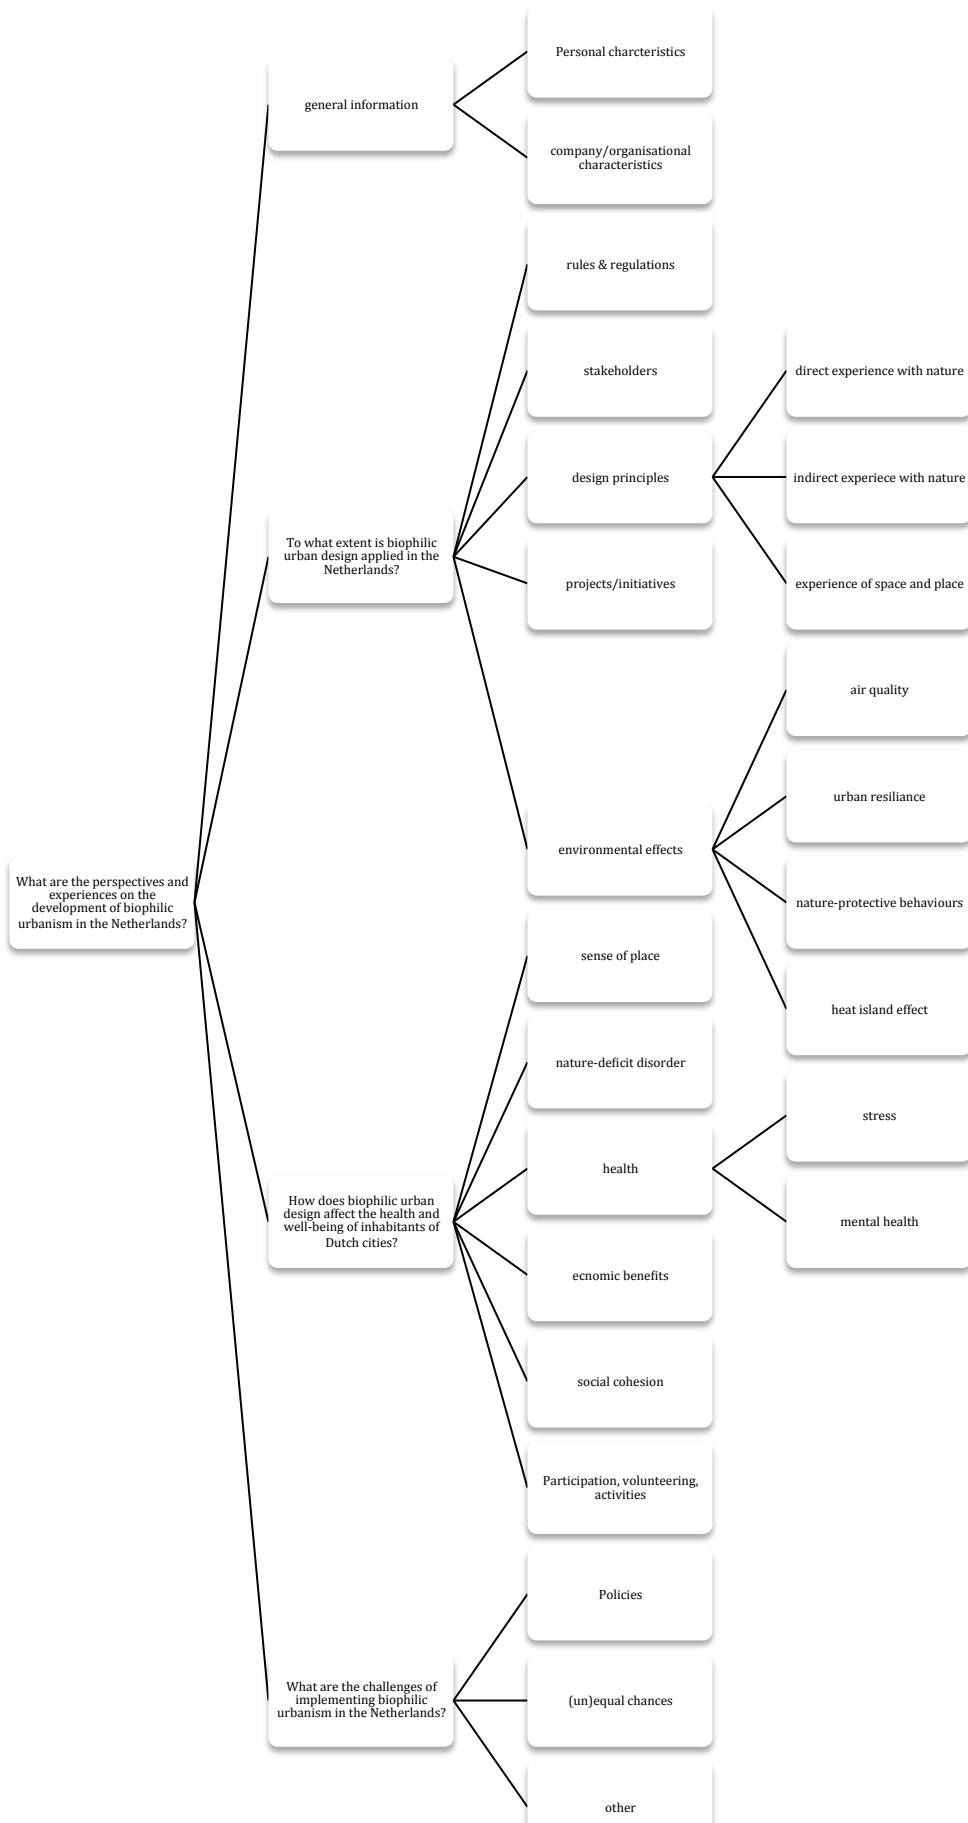 Personal charcteristics
general information
company/organisational
characteristics
rules & regulations
stakeholders
direct experience with nature
To what extent is biophilic
urban design applied in the
Netherlands?
design principles
indirect experiece with nature
projects/initiatives
experience of space and place
air quality
urban resiliance
environmental effects
nature-protective behaviours
heat island effect
What are the perspectives and
experiences on the
development of biophilic
urbanism in the Netherlands?
sense of place
nature-deficit disorder
How does biophilic urban
design affect the health and
well-being of inhabitants of
Dutch cities?
health
stress
mental health
ecnomic benefits
social cohesion
Participation, volunteering,
activities
What are the challenges of
implementing biophilic
urbanism in the Netherlands?
Policies
(un)equal chances
other